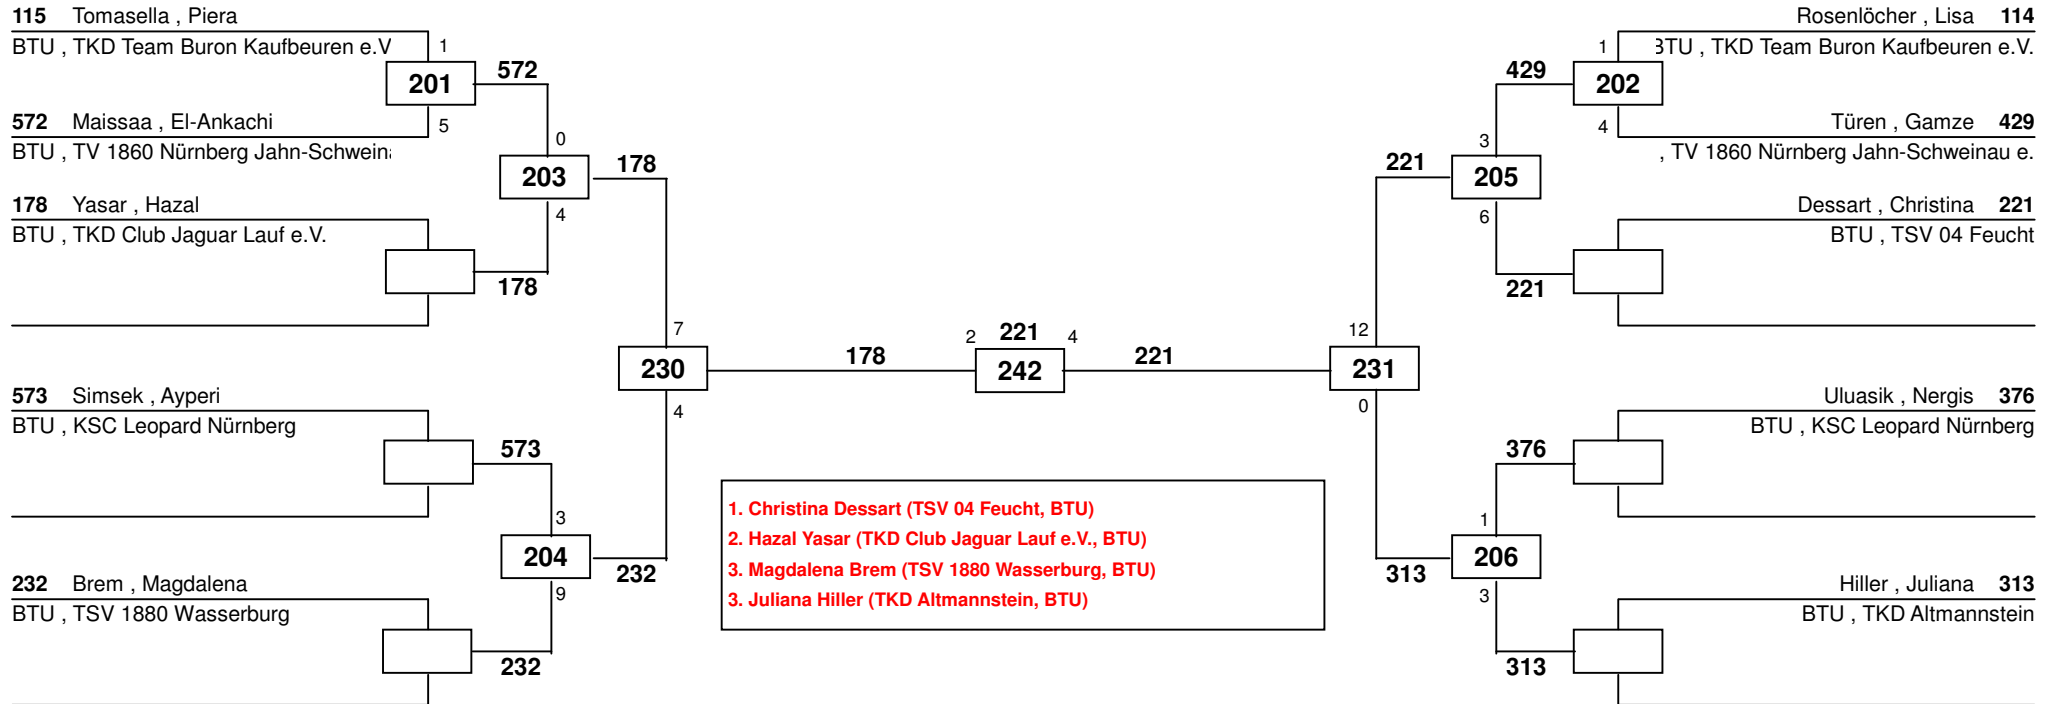 115 Tomasella , Piera
Rosenlöcher , Lisa 114
BTU , TKD Team Buron Kaufbeuren e.V
1
1
BTU , TKD Team Buron Kaufbeuren e.V.
201
572
429
202
572 Maissaa , El-Ankachi
5
4
Türen , Gamze 429
BTU , TV 1860 Nürnberg Jahn-Schwein
0
3
, TV 1860 Nürnberg Jahn-Schweinau e.
203
178
221
205
178 Yasar , Hazal
4
6
Dessart , Christina 221
BTU , TKD Club Jaguar Lauf e.V.
BTU , TSV 04 Feucht
178
221
7
2 221 4
12
230
178
242
221
231
573 Simsek , Ayperi
4
0
Uluasik , Nergis 376
BTU , KSC Leopard Nürnberg
BTU , KSC Leopard Nürnberg
573
376
1. Christina Dessart (TSV 04 Feucht, BTU)
2. Hazal Yasar (TKD Club Jaguar Lauf e.V., BTU)
3. Magdalena Brem (TSV 1880 Wasserburg, BTU)
3. Juliana Hiller (TKD Altmannstein, BTU)
3
1
204
232
313
206
232 Brem , Magdalena
9
3
Hiller , Juliana 313
BTU , TSV 1880 Wasserburg
BTU , TKD Altmannstein
232
313